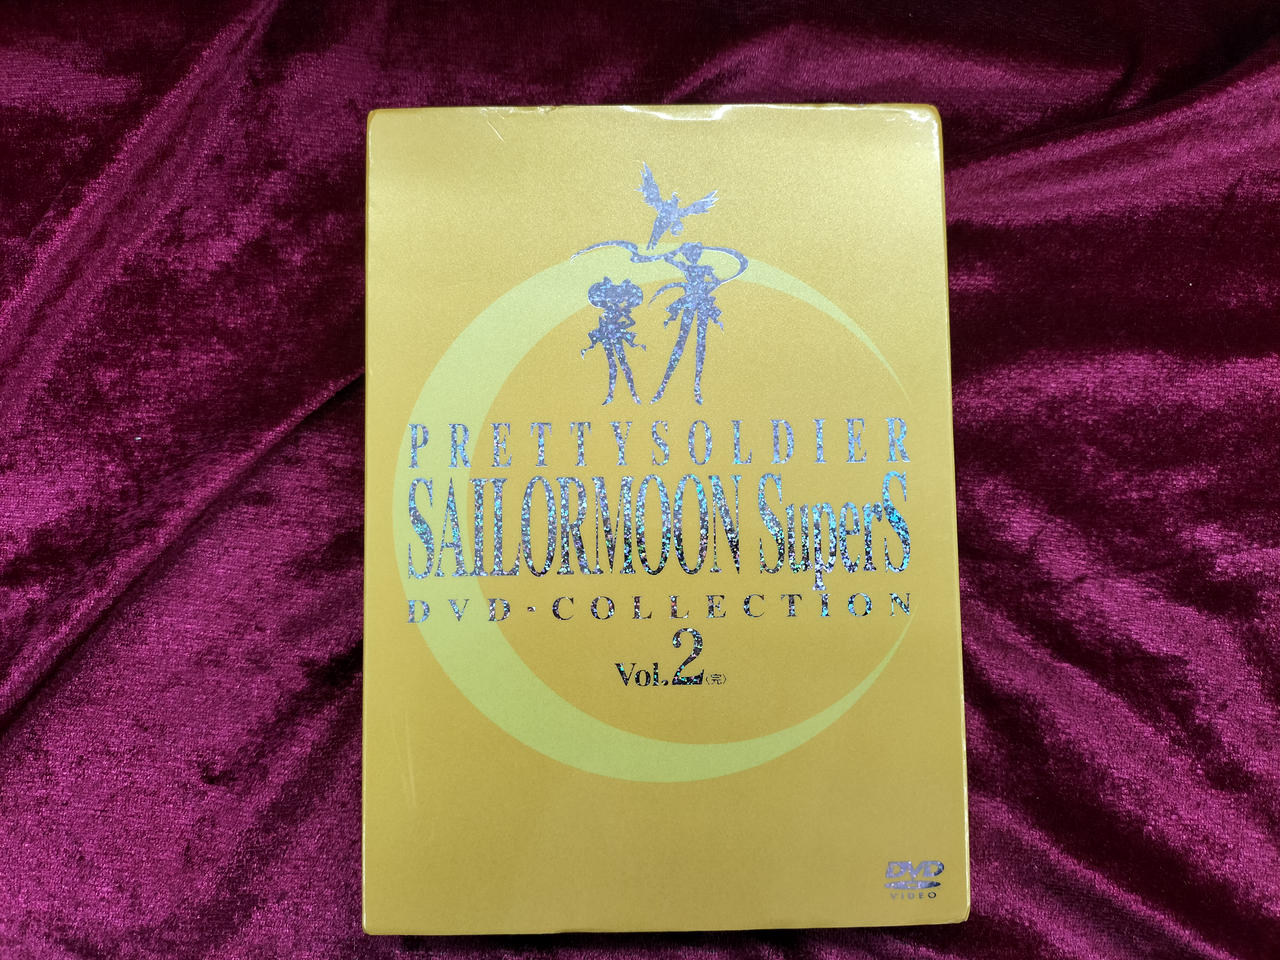 PRETTYSOLDIER
SAILORMOON SuperS
DVD・COLLECTION
Vol.2〈完〉
DVD
VIDEO